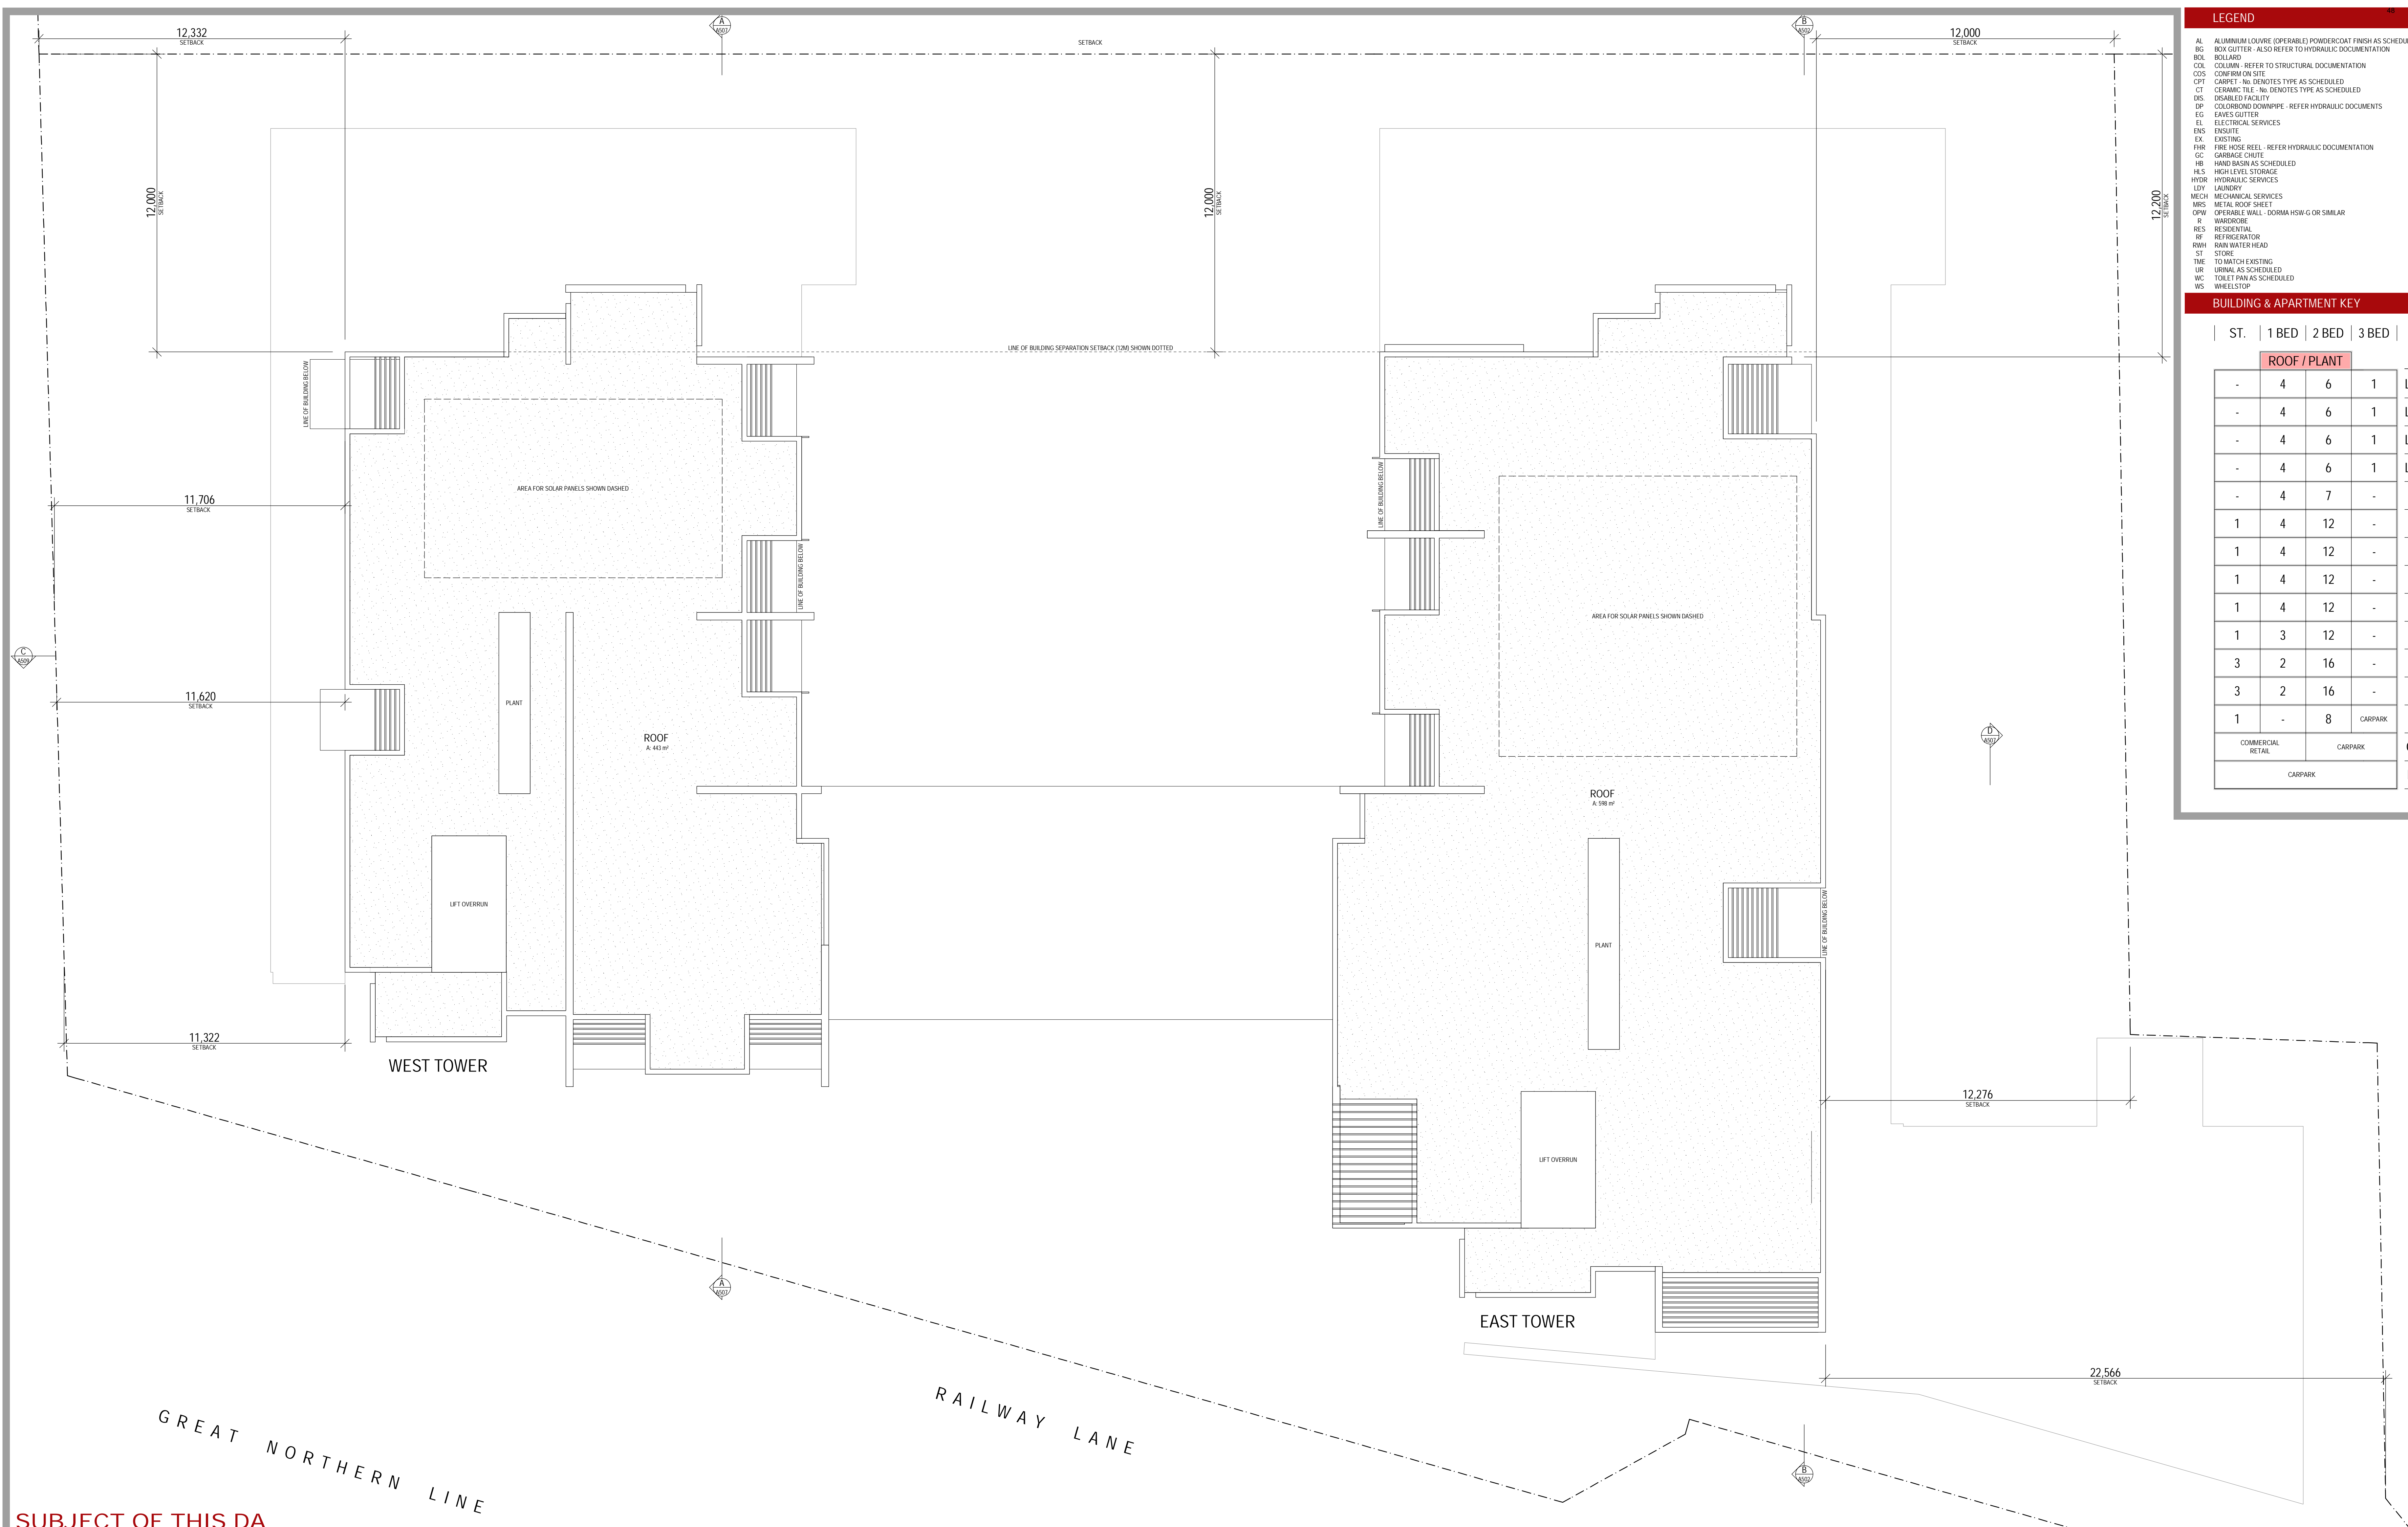 12,332
SETBACK
A
A507
SETBACK
B
A502
12,000
SETBACK
12,000
SETBACK
12,000
SETBACK
12,200
SETBACK
LINE OF BUILDING SEPARATION SETBACK (12M) SHOWN DOTTED
LINE OF BUILDING BELOW
LINE OF BUILDING BELOW
AREA FOR SOLAR PANELS SHOWN DASHED
11,706
SETBACK
LINE OF BUILDING BELOW
AREA FOR SOLAR PANELS SHOWN DASHED
C
A509
11,620
SETBACK
PLANT
ROOF
A: 443 m²
D
A507
ROOF
A: 598 m²
LIFT OVERRUN
PLANT
LINE OF BUILDING BELOW
11,322
SETBACK
WEST TOWER
12,276
SETBACK
LIFT OVERRUN
A
A507
EAST TOWER
22,566
SETBACK
GREAT NORTHERN LINE
RAILWAY LANE
B
A502
SUBJECT OF THIS DA
LEGEND
AL ALUMINIUM LOUVRE (OPERABLE) POWDERCOAT FINISH AS
BG BOX GUTTER - ALSO REFER TO HYDRAULIC DOCUMENTATION
BOL BOLLARD
COL COLUMN - REFER TO STRUCTURAL DOCUMENTATION
COS CONFIRM ON SITE
CPT CARPET - No. DENOTES TYPE AS SCHEDULED
CT CERAMIC TILE - No. DENOTES TYPE AS SCHEDULED
DIS. DISABLED FACILITY
DP COLORBOND DOWNPIPE - REFER HYDRAULIC DOCUMENTS
EG EAVES GUTTER
EL ELECTRICAL SERVICES
ENS ENSUITE
EX. EXISTING
FHR FIRE HOSE REEL - REFER HYDRAULIC DOCUMENTATION
GC GARBAGE CHUTE
HB HAND BASIN AS SCHEDULED
HLS HIGH LEVEL STORAGE
HYDR HYDRAULIC SERVICES
LDY LAUNDRY
MECH MECHANICAL SERVICES
MRS METAL ROOF SHEET
OPW OPERABLE WALL - DORMA HSW-G OR SIMILAR
R WARDROBE
RES RESIDENTIAL
RF REFRIGERATOR
RWH RAIN WATER HEAD
ST STORE
TME TO MATCH EXISTING
UR URINAL AS SCHEDULED
WC TOILET PAN AS SCHEDULED
WS WHEELSTOP
BUILDING & APARTMENT KEY
ST. 1 BED 2 BED 3 BED
ROOF / PLANT
- 4 6 1
- 4 6 1
- 4 6 1
- 4 6 1
- 4 7 -
1 4 12 -
1 4 12 -
1 4 12 -
1 4 12 -
1 3 12 -
3 2 16 -
3 2 16 -
1 - 8 CARPARK
COMMERCIAL
RETAIL
CARPARK
CARPARK